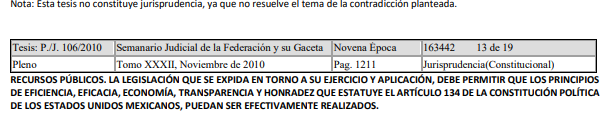 Nota: Esta tesis no constituye jurisprudencia, ya que no resuelve el tema de la contradicción planteada.
Tesis: P./J. 106/2010 Semanario Judicial de la Federación y su Gaceta Novena Época 163442 13 de 19
Pleno Tomo XXXII, Noviembre de 2010 Pag. 1211 Jurisprudencia(Constitucional)
RECURSOS PÚBLICOS. LA LEGISLACIÓN QUE SE EXPIDA EN TORNO A SU EJERCICIO Y APLICACIÓN, DEBE PERMITIR QUE LOS PRINCIPIOS
DE EFICIENCIA, EFICACIA, ECONOMÍA, TRANSPARENCIA Y HONRADEZ QUE ESTATUYE EL ARTÍCULO 134 DE LA CONSTITUCIÓN POLÍTICA
DE LOS ESTADOS UNIDOS MEXICANOS, PUEDAN SER EFECTIVAMENTE REALIZADOS.